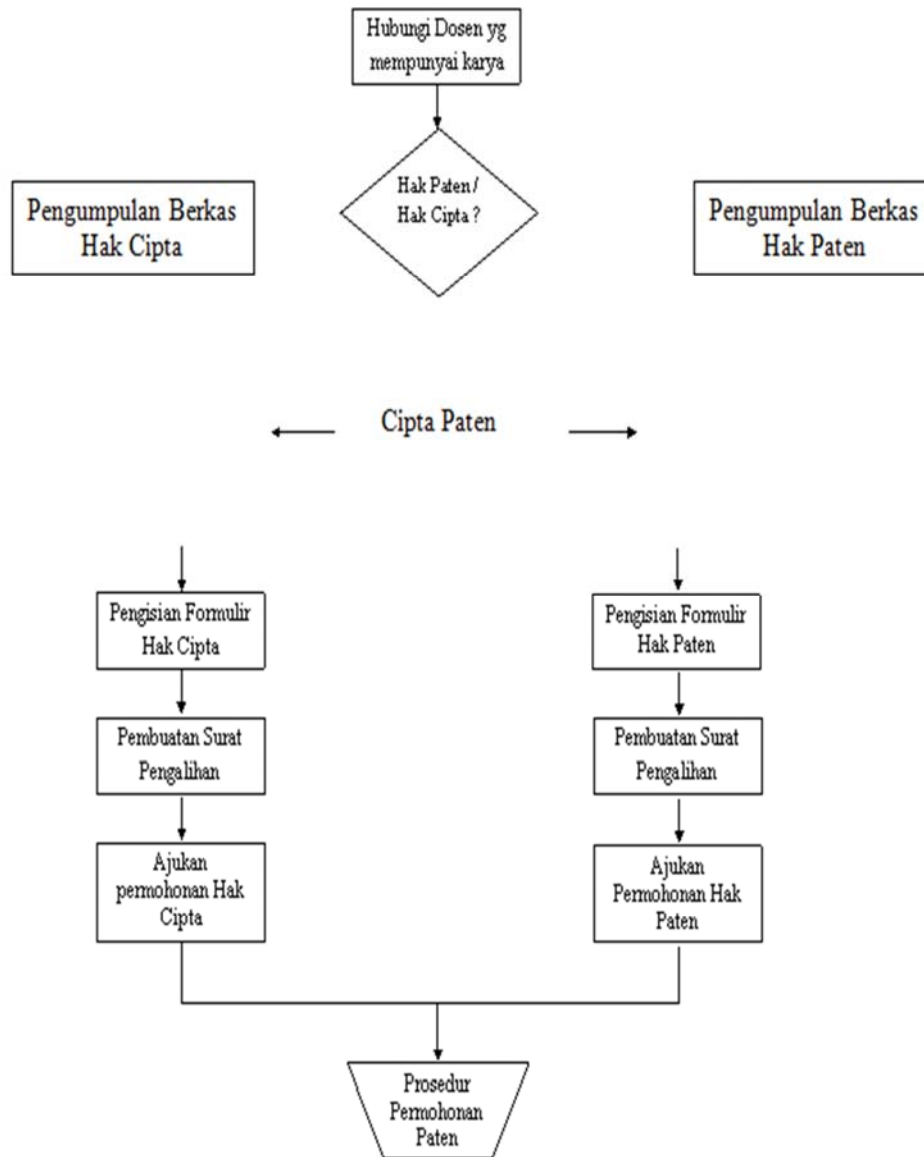 Hubungi Dosen yg
mempunyai karya
Hak Paten /
Hak Cipta ?
Pengumpulan Berkas
Hak Cipta
Pengumpulan Berkas
Hak Paten
Cipta Paten
Pengisian Formulir
Hak Cipta
Pengisian Formulir
Hak Paten
Pembuatan Surat
Pengalihan
Pembuatan Surat
Pengalihan
Ajukan
permohonan Hak
Cipta
Ajukan
Permohonan Hak
Paten
Prosedur
Permohonan
Paten